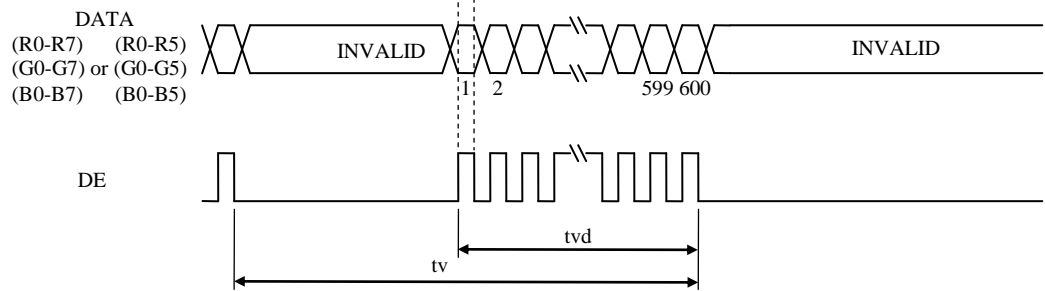 DATA
(R0-R7) (R0-R5)
(G0-G7) or (G0-G5)
(B0-B7) (B0-B5)
INVALID
INVALID
1 2 599 600
DE
tvd
tv